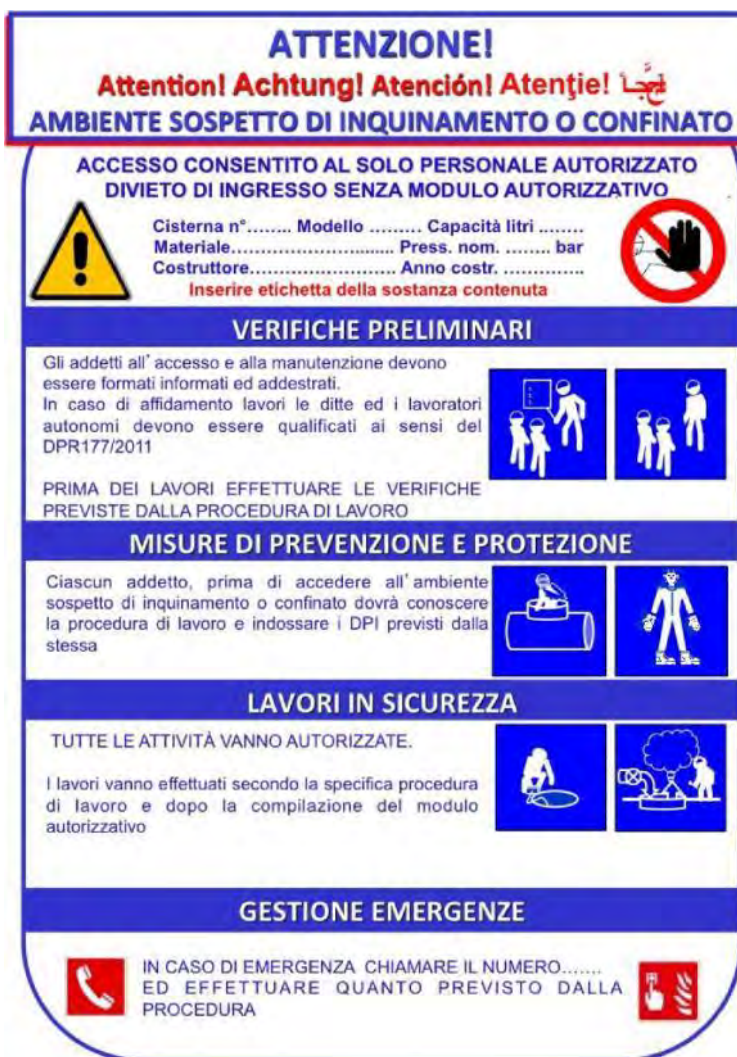 ATTENZIONE!
Attention! Achtung! Atención! Atenţie!
AMBIENTE SOSPETTO DI INQUINAMENTO O CONFINATO
ACCESSO CONSENTITO AL SOLO PERSONALE AUTORIZZATO
DIVIETO DI INGRESSO SENZA MODULO AUTORIZZATIVO
Cisterna n°…….. Modello ……… Capacità litri ……..
Materiale…………………........ Press. nom. …….. bar
Costruttore……………………. Anno costr. …………..
Inserire etichetta della sostanza contenuta
VERIFICHE PRELIMINARI
Gli addetti all' accesso e alla manutenzione devono
essere formati informati ed addestrati.
In caso di affidamento lavori le ditte ed i lavoratori
autonomi devono essere qualificati ai sensi del
DPR177/2011
PRIMA DEI LAVORI EFFETTUARE LE VERIFICHE
PREVISTE DALLA PROCEDURA DI LAVORO
MISURE DI PREVENZIONE E PROTEZIONE
Ciascun addetto, prima di accedere all' ambiente
sospetto di inquinamento o confinato dovrà conoscere
la procedura di lavoro e indossare i DPI previsti dalla
stessa
LAVORI IN SICUREZZA
TUTTE LE ATTIVITÀ VANNO AUTORIZZATE.
I lavori vanno effettuati secondo la specifica procedura
di lavoro e dopo la compilazione del modulo
autorizzativo
GESTIONE EMERGENZE
IN CASO DI EMERGENZA CHIAMARE IL NUMERO…….
ED EFFETTUARE QUANTO PREVISTO DALLA
PROCEDURA